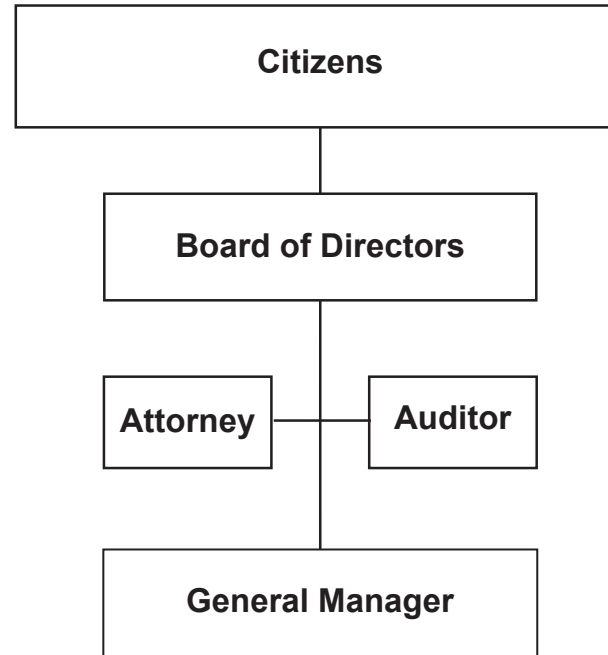 Citizens
Board of Directors
Attorney
Auditor
General Manager